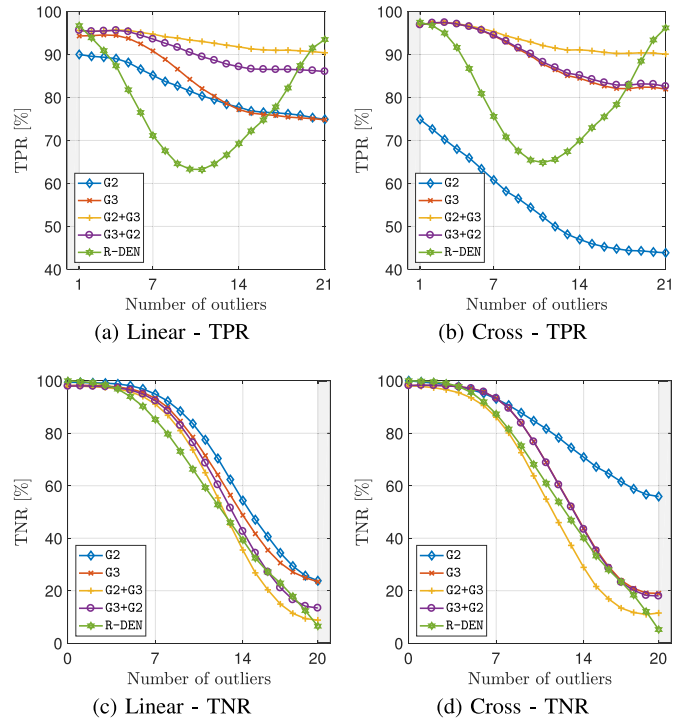 100
90
80
70
60
50
40
TPR [%]
G2
G3
G2+G3
G3+G2
R-DEN
1 7 14 21
Number of outliers
(a) Linear - TPR
100
90
80
70
60
50
40
TPR [%]
G2
G3
G2+G3
G3+G2
R-DEN
1 7 14 21
Number of outliers
(b) Cross - TPR
100
80
60
40
20
0
TNR [%]
G2
G3
G2+G3
G3+G2
R-DEN
0 7 14 20
Number of outliers
(c) Linear - TNR
100
80
60
40
20
0
TNR [%]
G2
G3
G2+G3
G3+G2
R-DEN
0 7 14 20
Number of outliers
(d) Cross - TNR